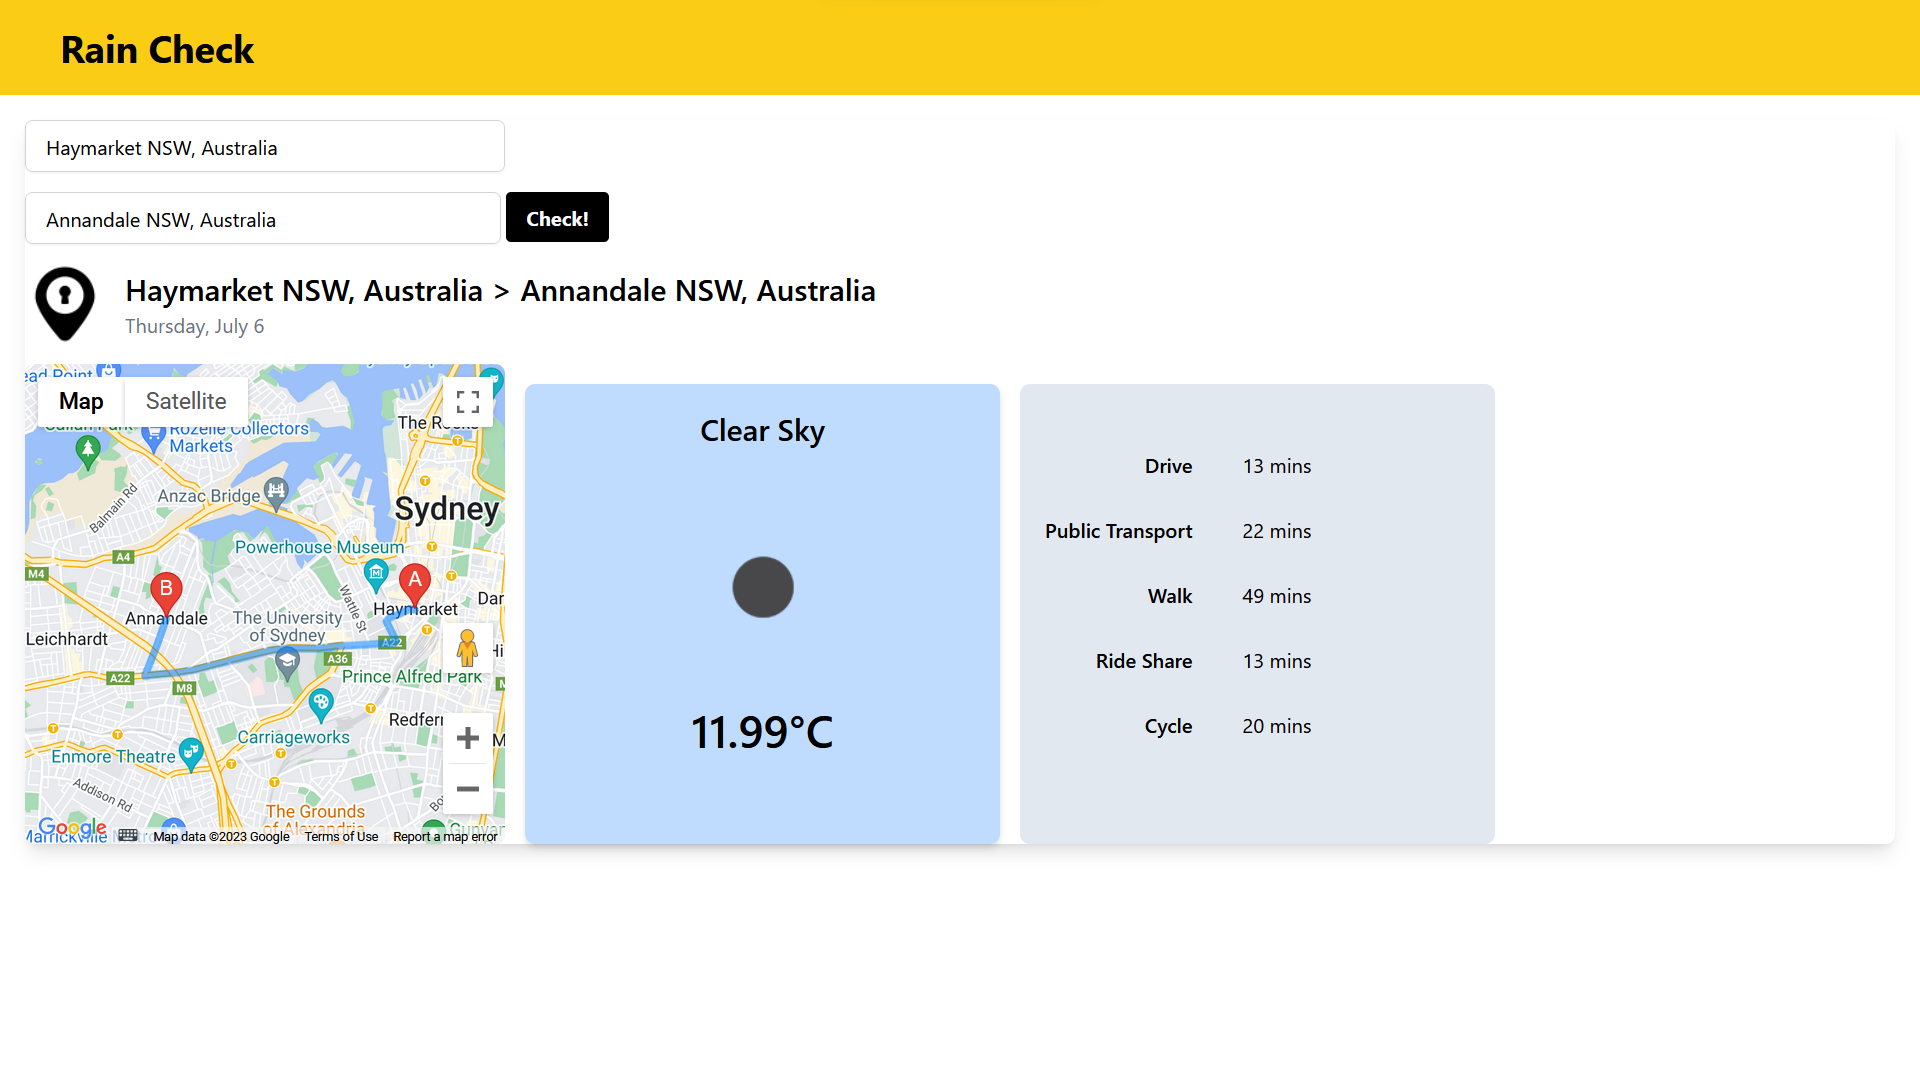 Rain Check
Haymarket NSW, Australia
Annandale NSW, Australia
Check!
Haymarket NSW, Australia > Annandale NSW, Australia
Thursday, July 6
Map
Satellite
The
Rozelle Collectors
Markets
Anzac Bridge
Balmain Rd
Sydney
Powerhouse Museum
A4
M4
B
A
Wattle St
Annandale
Haymarket
The University
of Sydney
Leichhardt
A22
A36
A22
M8
Prince Alfred Park
Carriageworks
Enmore Theatre
Addison Rd
The Grounds
of Alexandria
Google
Map data ©2023 Google
Terms of Use
Report a map error
Clear Sky
11.99°C
Drive 13 mins
Public Transport 22 mins
Walk 49 mins
Ride Share 13 mins
Cycle 20 mins